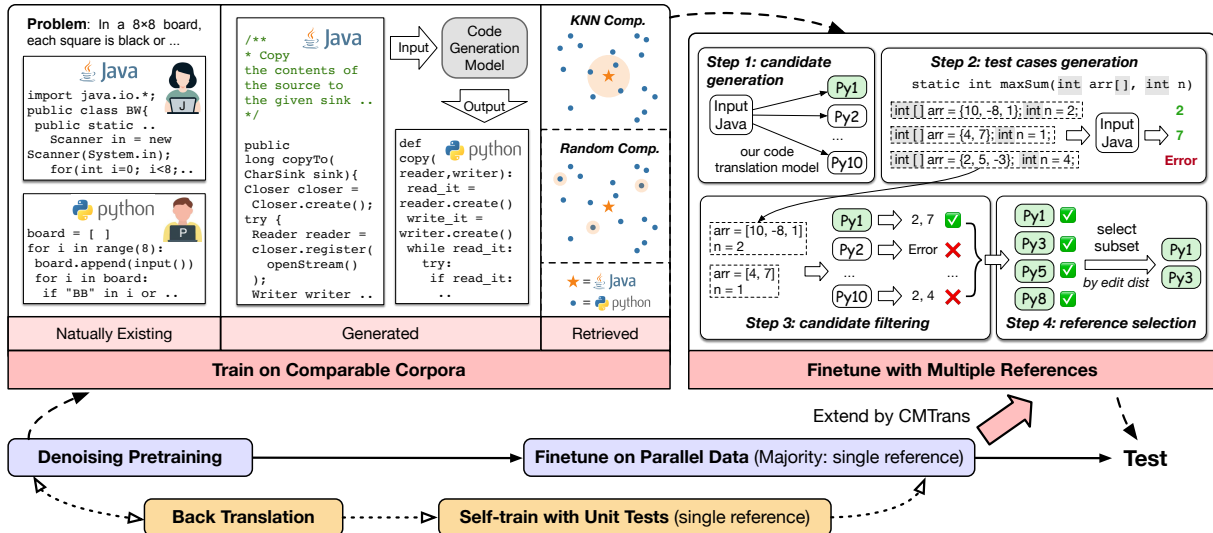 Problem: In a 8×8 board,
each square is black or ...
Java
import java.io.*;
public class BW{
public static ..
Scanner in = new
Scanner(System.in);
for(int i=0; i<8;..
J
python
board = [ ]
for i in range(8):
board.append(input())
for i in board:
if "BB" in i or ..
P
Natually Existing
/**
* Copy
the contents of
the source to
the given sink ..
*/
Java
public
long copyTo(
CharSink sink){
Closer closer =
Closer.create();
try {
Reader reader =
closer.register(
openStream()
);
Writer writer ..
Input
Code
Generation
Model
Output
def
copy(
reader,writer):
read_it =
reader.create()
write_it =
writer.create()
while read_it:
try:
if read_it:
..
python
Generated
KNN Comp.
Random Comp.
= Java
= python
Retrieved
Train on Comparable Corpora
Step 1: candidate
generation
Input
Java
Py1
Py2
...
Py10
our code
translation model
Step 2: test cases generation
static int maxSum(int arr[], int n)
int [] arr = {10, -8, 1}; int n = 2;
int [] arr = {4, 7}; int n = 1;
int [] arr = {2, 5, -3}; int n = 4;
Input
Java
2
7
Error
arr = [10, -8, 1]
n = 2
arr = [4, 7]
n = 1
Py1
2, 7
Py2
Error
...
...
Py10
2, 4
Step 3: candidate filtering
Py1
Py3
Py5
Py8
select
subset
by edit dist
Py1
Py3
Step 4: reference selection
Finetune with Multiple References
Extend by CMTrans
Denoising Pretraining
Finetune on Parallel Data (Majority: single reference)
Test
Back Translation
Self-train with Unit Tests (single reference)